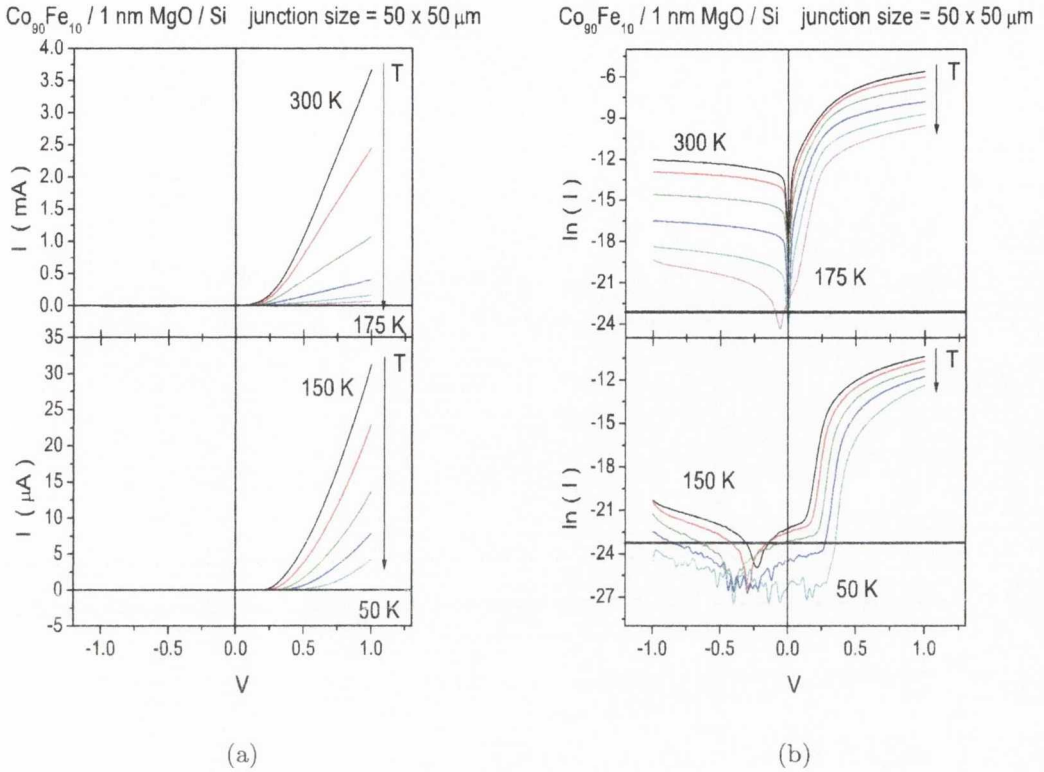 Co90Fe10 / 1 nm MgO / Si junction size = 50 x 50 μm
4.0
3.5
3.0
2.5
2.0
1.5
1.0
0.5
0.0
I ( mA )
300 K
T
175 K
35
30
25
20
15
10
5
0
-5
I ( μA )
150 K
T
50 K
-1.0 -0.5 0.0 0.5 1.0
V
(a)
Co90Fe10 / 1 nm MgO / Si junction size = 50 x 50 μm
-6
-9
-12
-15
-18
-21
-24
ln ( I )
300 K
T
175 K
-12
-15
-18
-21
-24
-27
ln ( I )
150 K
T
50 K
-1.0 -0.5 0.0 0.5 1.0
V
(b)